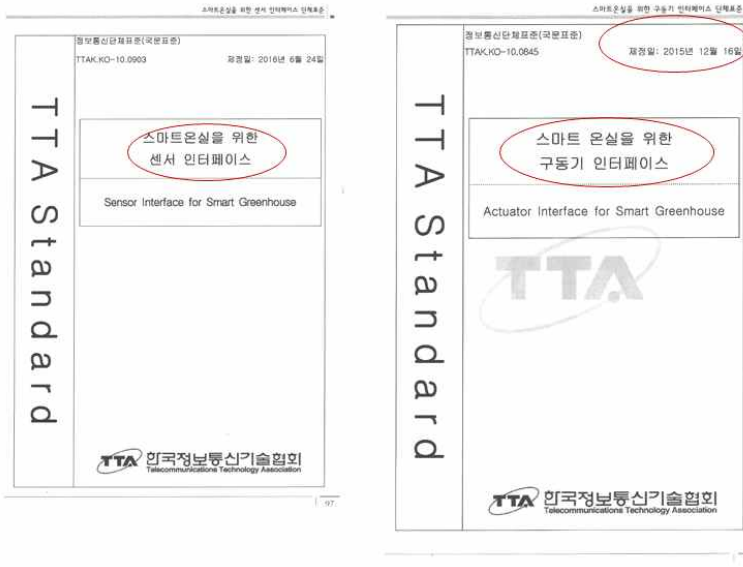 스마트온실을 위한 센서 인터페이스 단체표준
정보통신단체표준(국문표준)
TTAK.KO-10.0903 제정일: 2016년 6월 24일
TTA Standard
스마트온실을 위한
센서 인터페이스
Sensor Interface for Smart Greenhouse
TTA 한국정보통신기술협회
Telecommunications Technology Association
97
스마트온실을 위한 구동기 인터페이스 단체표준
정보통신단체표준(국문표준)
TTAK.KO-10.0845 제정일: 2015년 12월 16일
TTA Standard
스마트 온실을 위한
구동기 인터페이스
Actuator Interface for Smart Greenhouse
TTA
TTA 한국정보통신기술협회
Telecommunications Technology Association